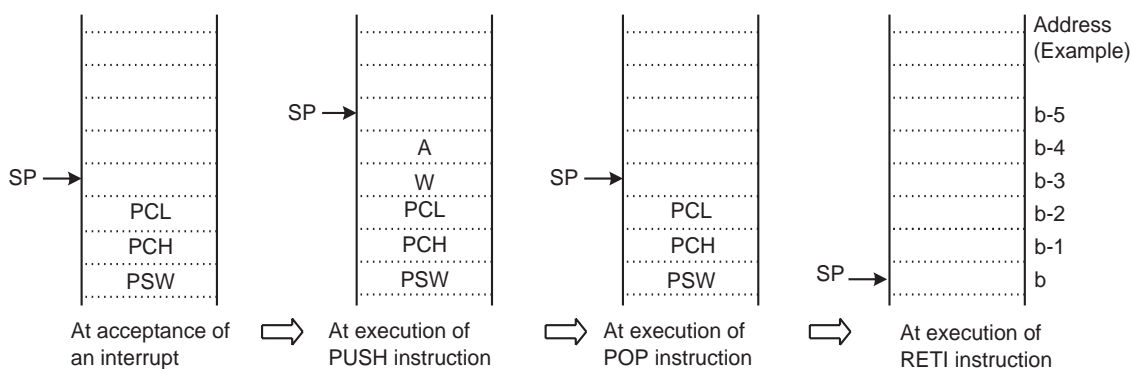 Address
(Example)
SP
b-5
A
b-4
SP
W
SP
b-3
PCL
PCL
PCL
b-2
PCH
PCH
PCH
b-1
PSW
PSW
PSW
SP
b
At acceptance of
an interrupt
At execution of
PUSH instruction
At execution of
POP instruction
At execution of
RETI instruction